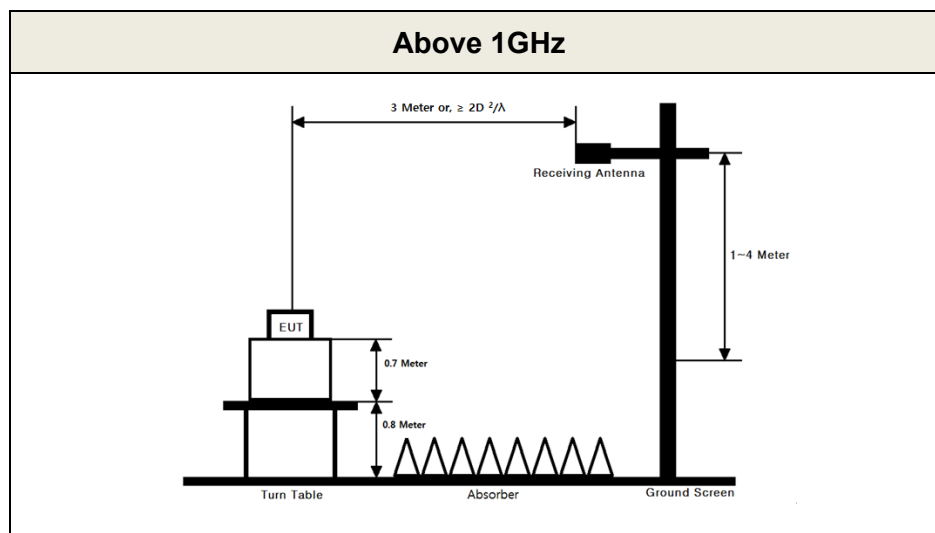 Above 1GHz
3 Meter or, ≥ 2D ²/λ
Receiving Antenna
1~4 Meter
EUT
0.7 Meter
0.8 Meter
Turn Table
Absorber
Ground Screen